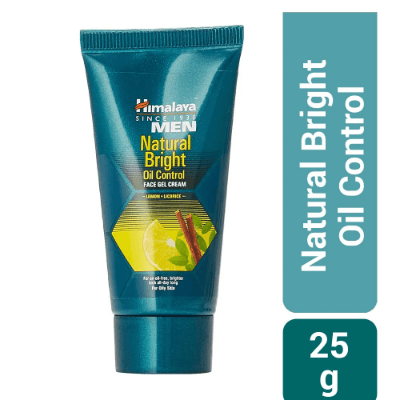 Himalaya
SINCE 1930
MEN
Natural
Bright
Oil Control
FACE GEL CREAM
LEMON • LICORICE
For an oil-free, brighter
look all-day long
For Oily Skin
Natural Bright
Oil Control
25
g